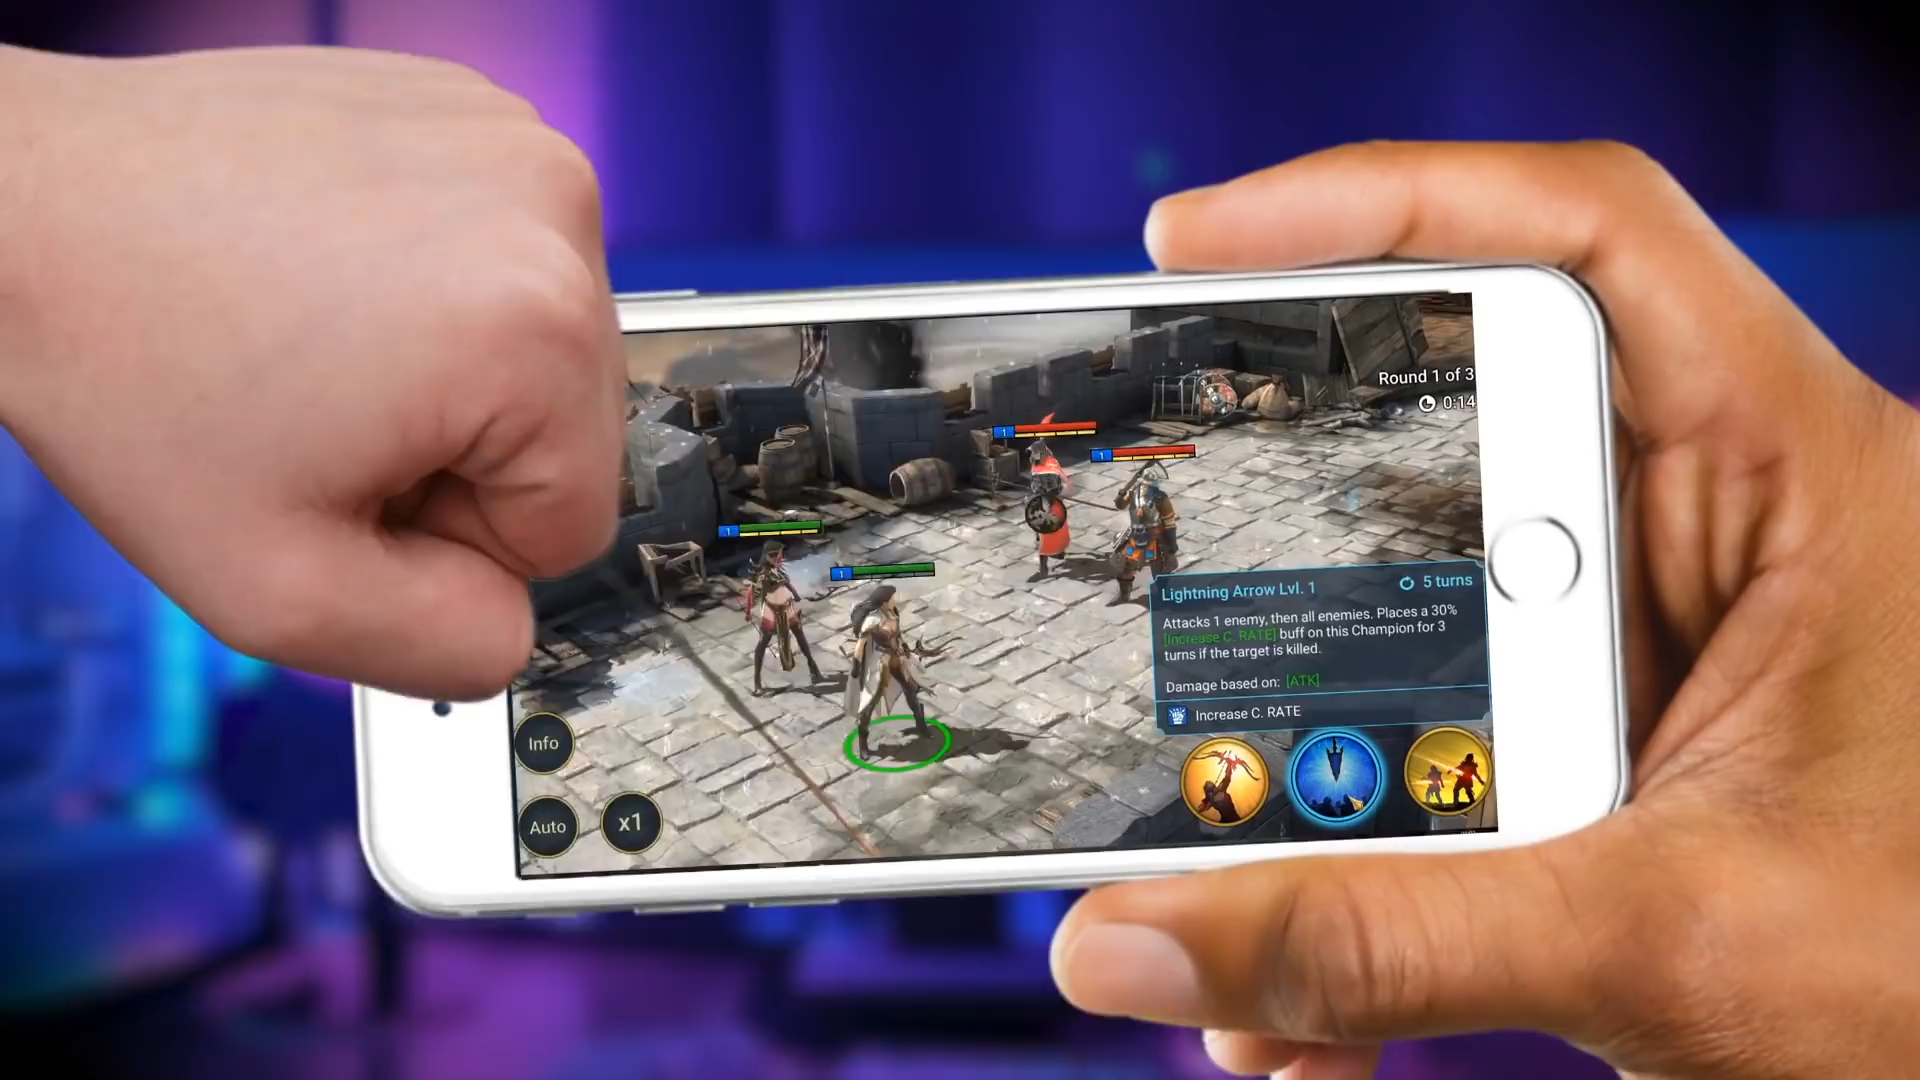 Round 1 of 3
0:14
1
1
1
1
Lightning Arrow Lvl. 1
5 turns
Attacks 1 enemy, then all enemies. Places a 30%
[Increase C. RATE] buff on this Champion for 3
turns if the target is killed.
Damage based on: [ATK]
Increase C. RATE
Info
Auto
x1